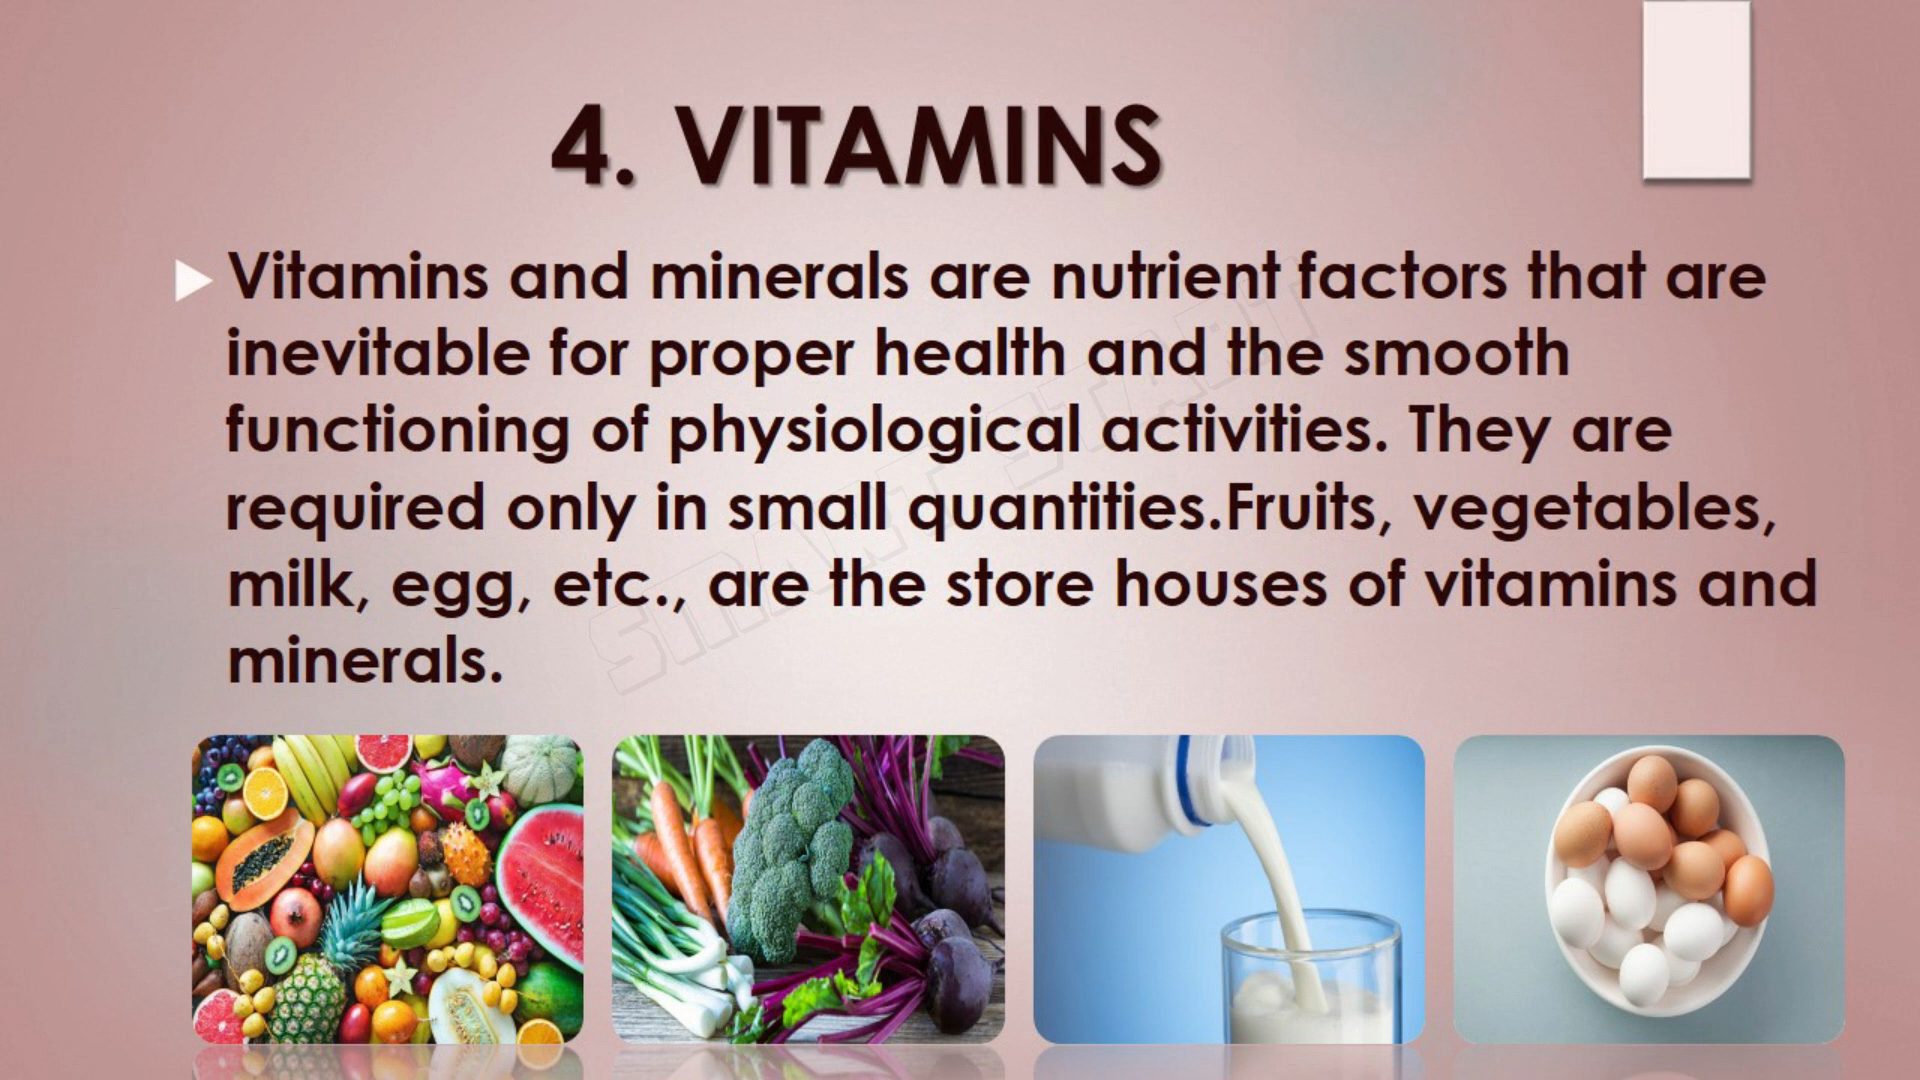 4. VITAMINS
Vitamins and minerals are nutrient factors that are
inevitable for proper health and the smooth
functioning of physiological activities. They are
required only in small quantities.Fruits, vegetables,
milk, egg, etc., are the store houses of vitamins and
minerals.
SMART ETART